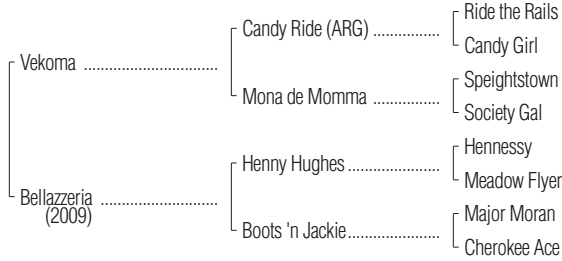 Ride the Rails
Candy Ride (ARG) ................
Candy Girl
Vekoma ................................
Speightstown
Mona de Momma ................
Society Gal
Hennessy
Henny Hughes ......................
Meadow Flyer
Bellazzeria ............................
(2009)
Major Moran
Boots 'n Jackie ......................
Cherokee Ace